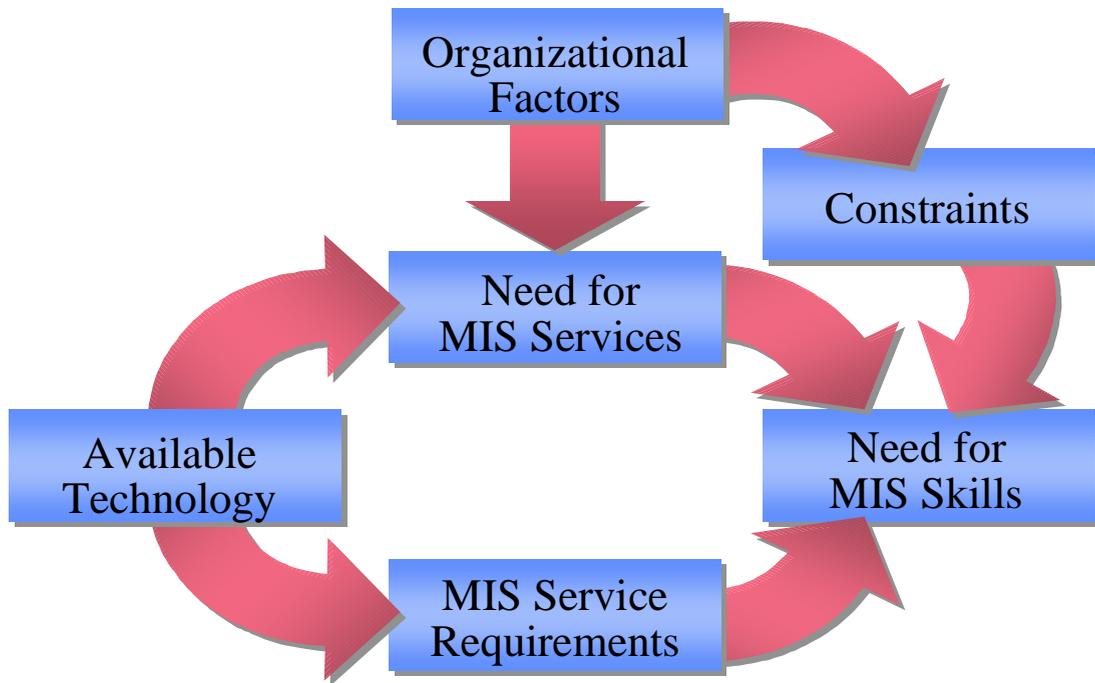 Organizational
Factors
Constraints
Need for
MIS Services
Available
Technology
Need for
MIS Skills
MIS Service
Requirements